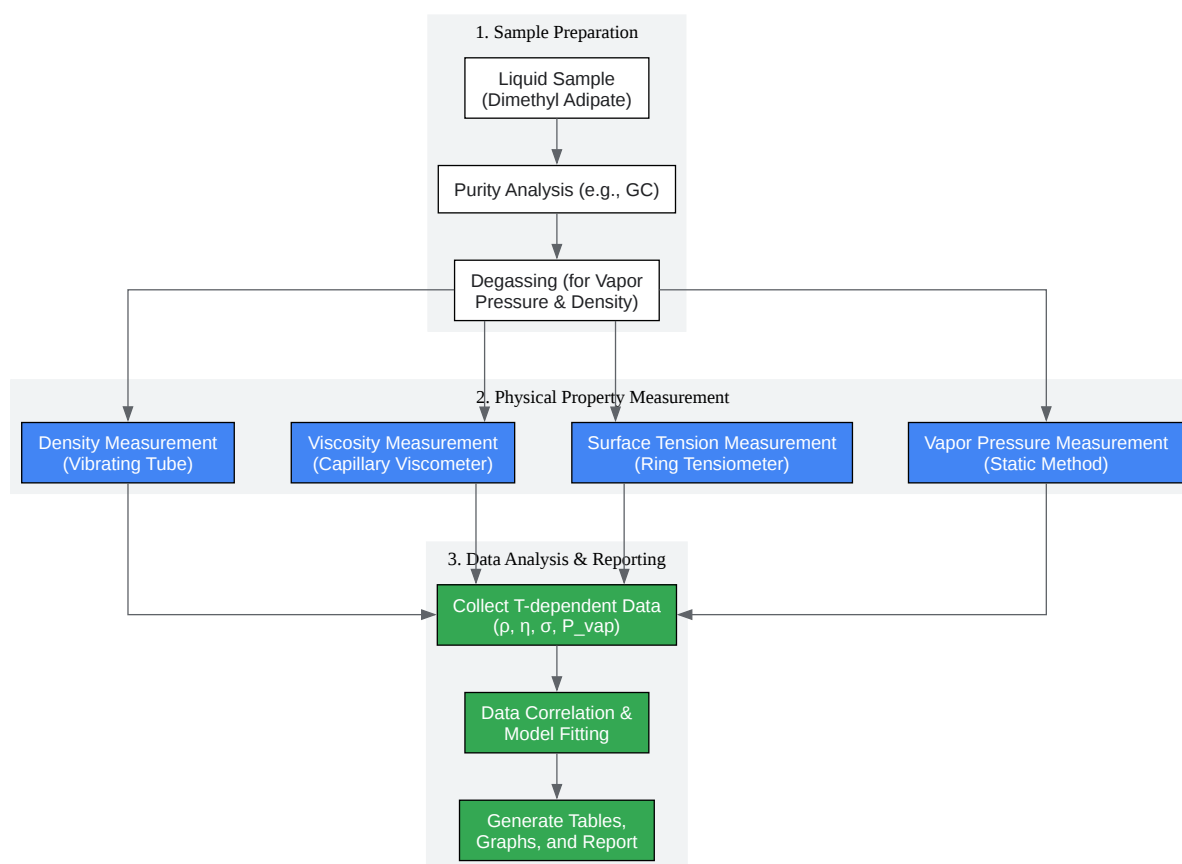 1. Sample Preparation
Liquid Sample
(Dimethyl Adipate)
Purity Analysis (e.g., GC)
Degassing (for Vapor
Pressure & Density)
2. Physical Property Measurement
Density Measurement
(Vibrating Tube)
Viscosity Measurement
(Capillary Viscometer)
Surface Tension Measurement
(Ring Tensiometer)
Vapor Pressure Measurement
(Static Method)
3. Data Analysis & Reporting
Collect T-dependent Data
(ρ, η, σ, P_vap)
Data Correlation &
Model Fitting
Generate Tables,
Graphs, and Report